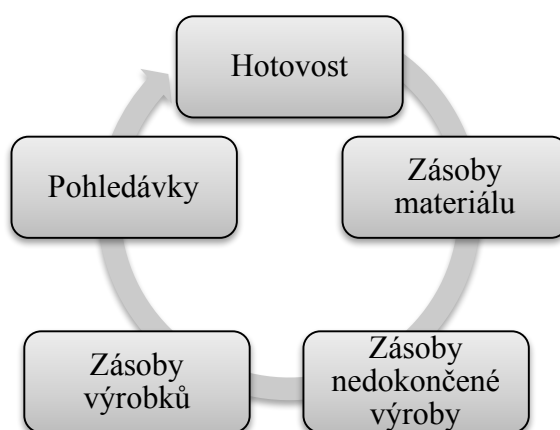 Hotovost
Zásoby
materiálu
Zásoby
nedokončené
výroby
Zásoby
výrobků
Pohledávky